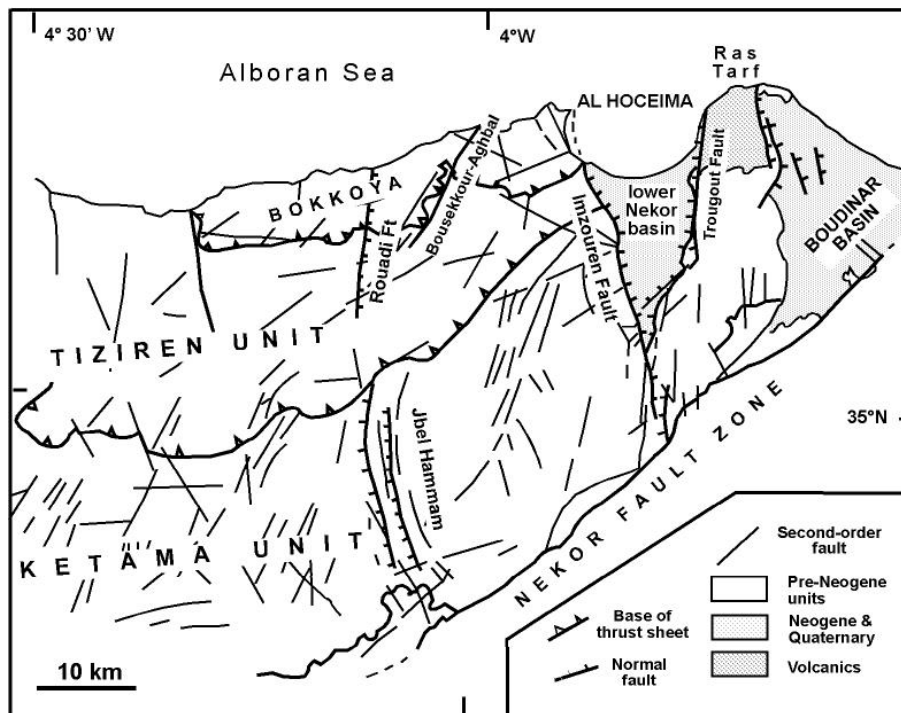 4° 30' W
4°W
Ras
Tarf
Alboran Sea
AL HOCEIMA
BOKKOYA
Bousekkour-Aghbal
Rouadi Ft
Imzouren Fault
lower
Nekor
basin
Trougout Fault
BOUDINAR
BASIN
TIZIREN UNIT
35°N
Jbel Hammam
KETAMA UNIT
NEKOR FAULT ZONE
Second-order
fault
Pre-Neogene
units
Base of
thrust sheet
Neogene &
Quaternary
Normal
fault
Volcanics
10 km